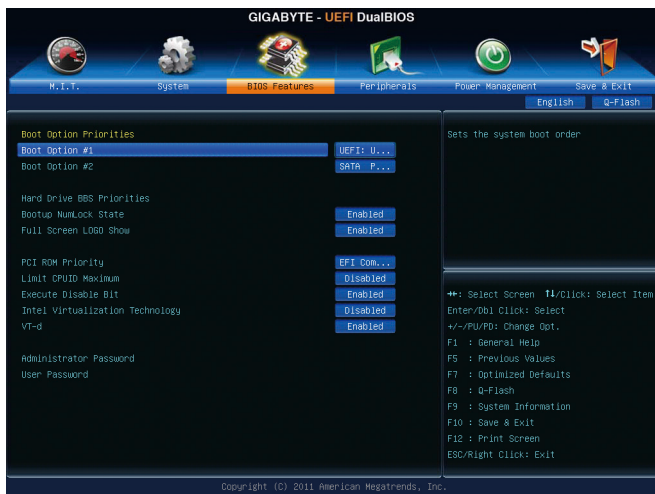 GIGABYTE - UEFI DualBIOS
M.I.T. System BIOS Features Peripherals Power Management Save & Exit
English Q-Flash
Boot Option Priorities
Boot Option #1 UEFI: U...
Boot Option #2 SATA P...
Hard Drive BBS Priorities
Bootup NumLock State Enabled
Full Screen LOGO Show Enabled
PCI ROM Priority EFI Com...
Limit CPUID Maximum Disabled
Execute Disable Bit Enabled
Intel Virtualization Technology Disabled
VT-d Enabled
Administrator Password
User Password
Sets the system boot order
→←: Select Screen ↑↓/Click: Select Item
Enter/Dbl Click: Select
+/-/PU/PD: Change Opt.
F1 : General Help
F5 : Previous Values
F7 : Optimized Defaults
F8 : Q-Flash
F9 : System Information
F10 : Save & Exit
F12 : Print Screen
ESC/Right Click: Exit
Copyright (C) 2011 American Megatrends, Inc.